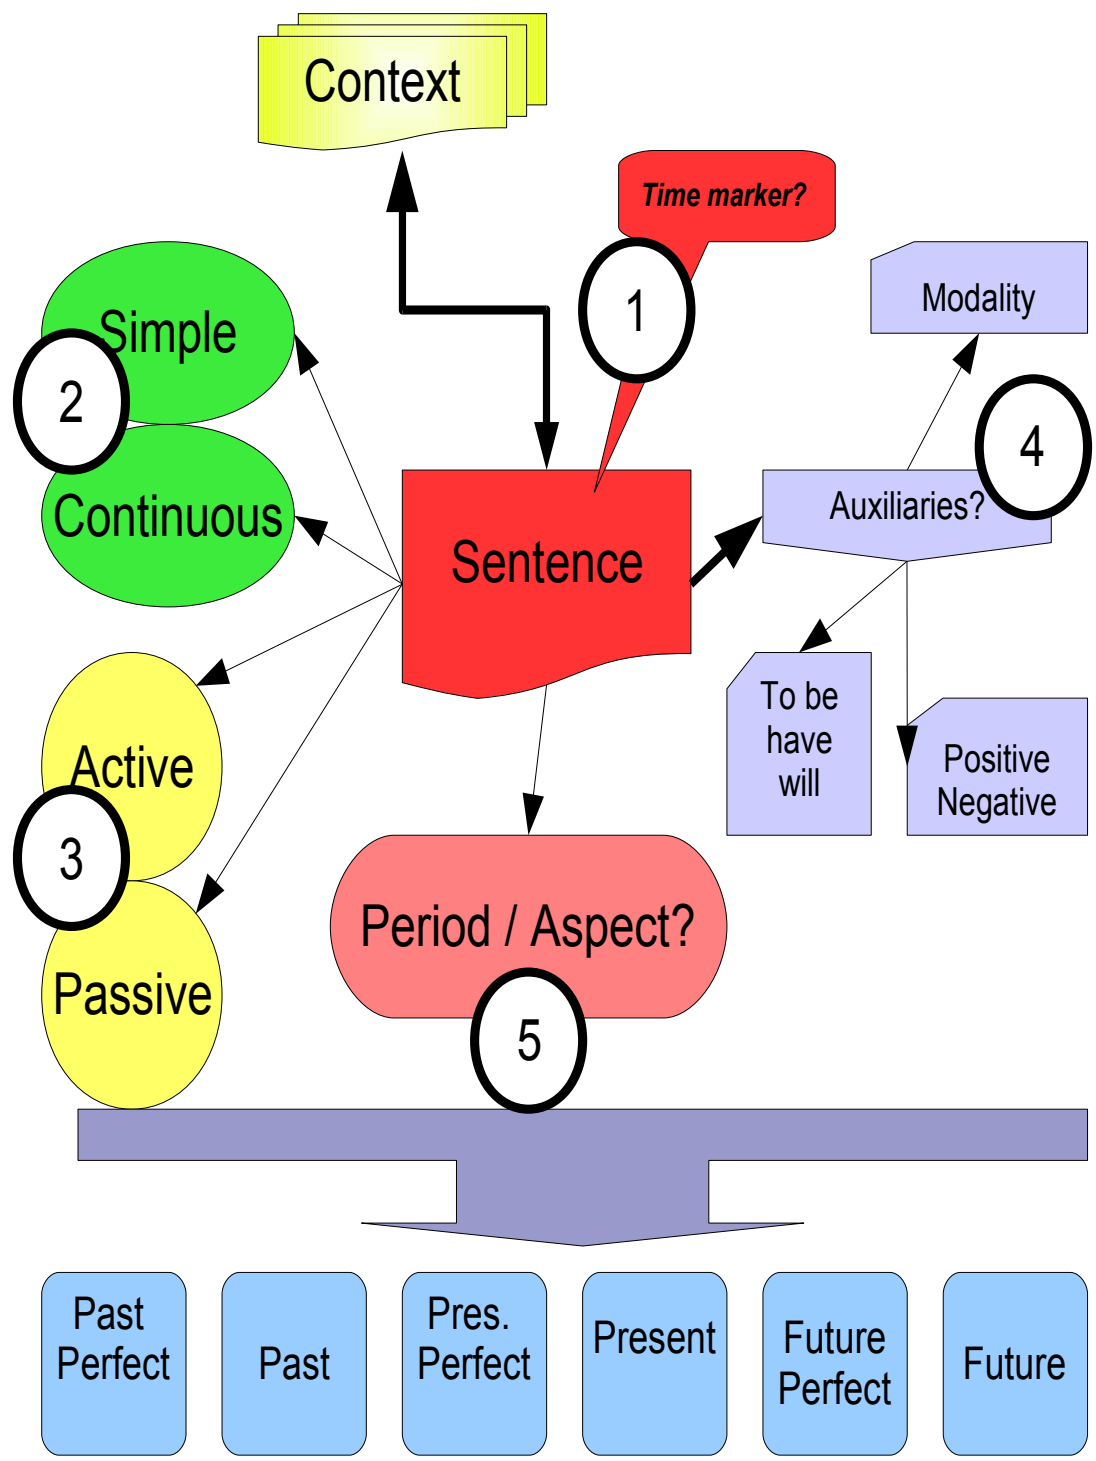 Context
Time marker?
1
Modality
Simple
2
4
Auxiliaries?
Continuous
Sentence
To be
have
will
Active
3
Positive
Negative
Period / Aspect?
Passive
5
Past
Perfect
Past
Pres.
Perfect
Present
Future
Perfect
Future